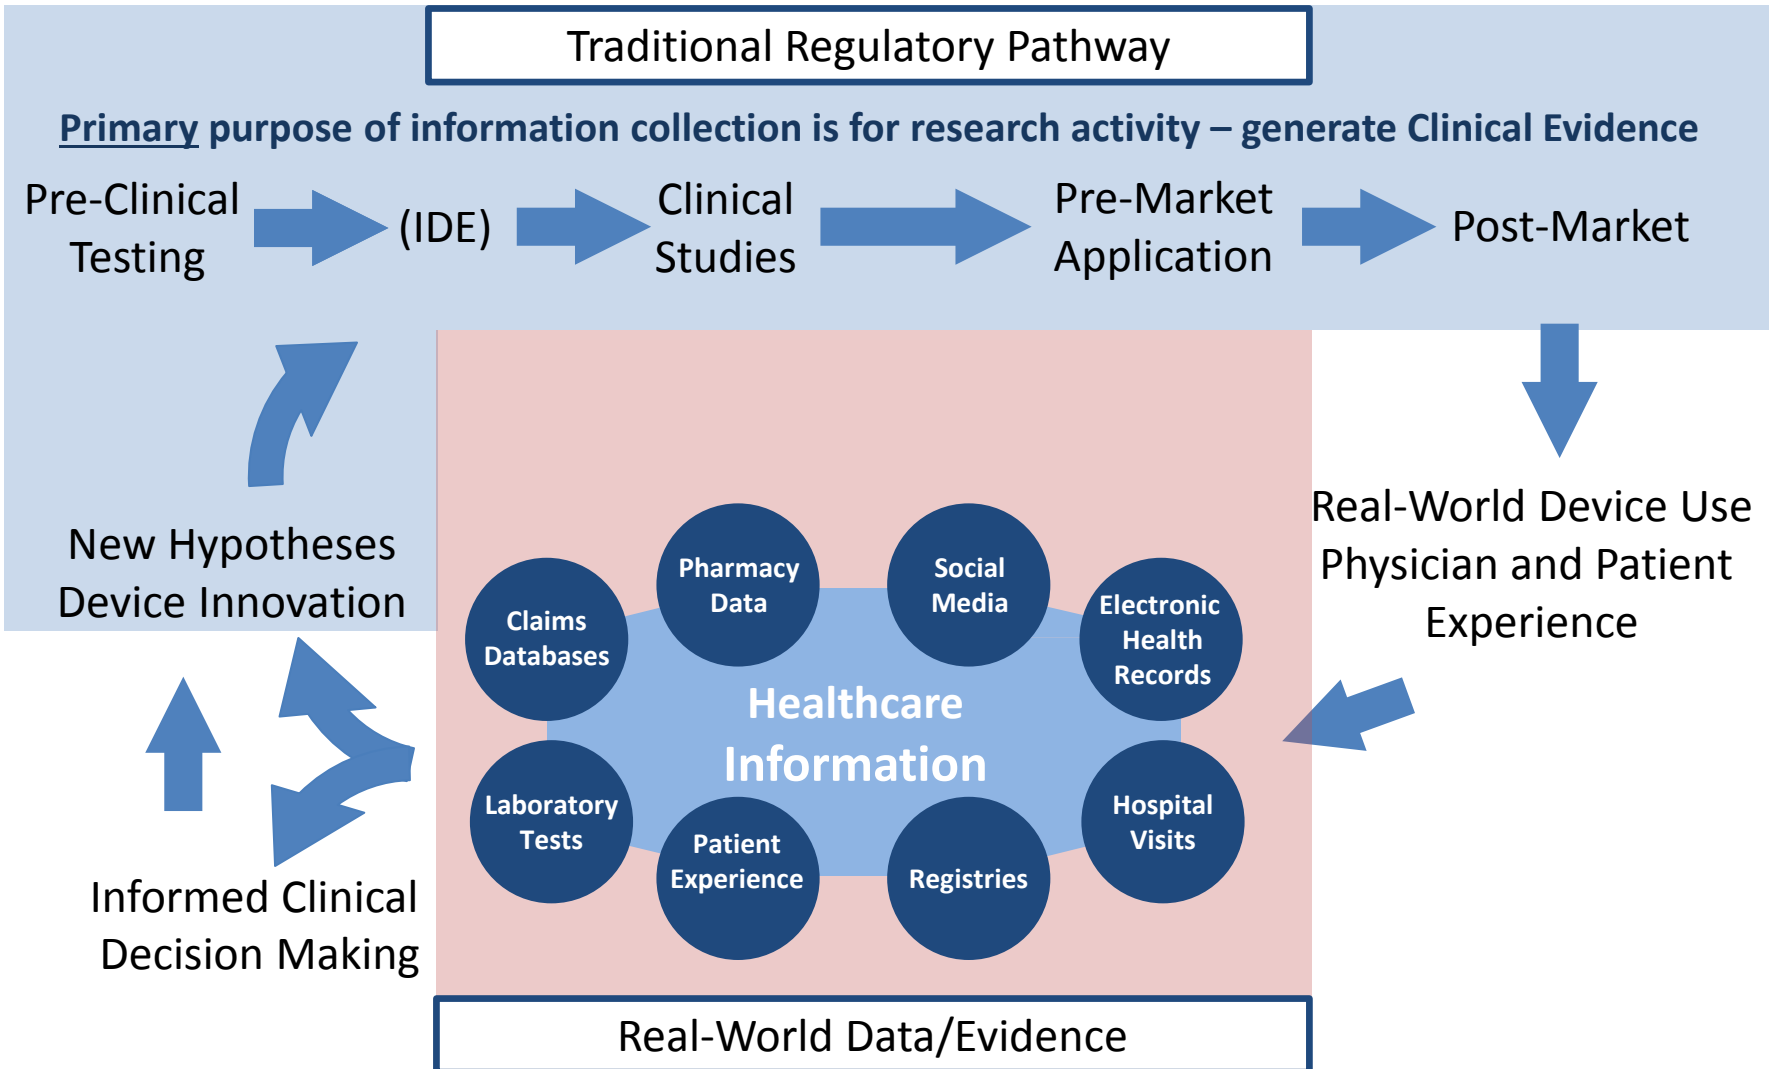 Traditional Regulatory Pathway
Primary purpose of information collection is for research activity – generate Clinical Evidence
Pre-Clinical
Testing
(IDE)
Clinical
Studies
Pre-Market
Application
Post-Market
New Hypotheses
Device Innovation
Real-World Device Use
Physician and Patient
Experience
Claims
Databases
Pharmacy
Data
Social
Media
Electronic
Health
Records
Healthcare
Information
Laboratory
Tests
Patient
Experience
Registries
Hospital
Visits
Informed Clinical
Decision Making
Real-World Data/Evidence